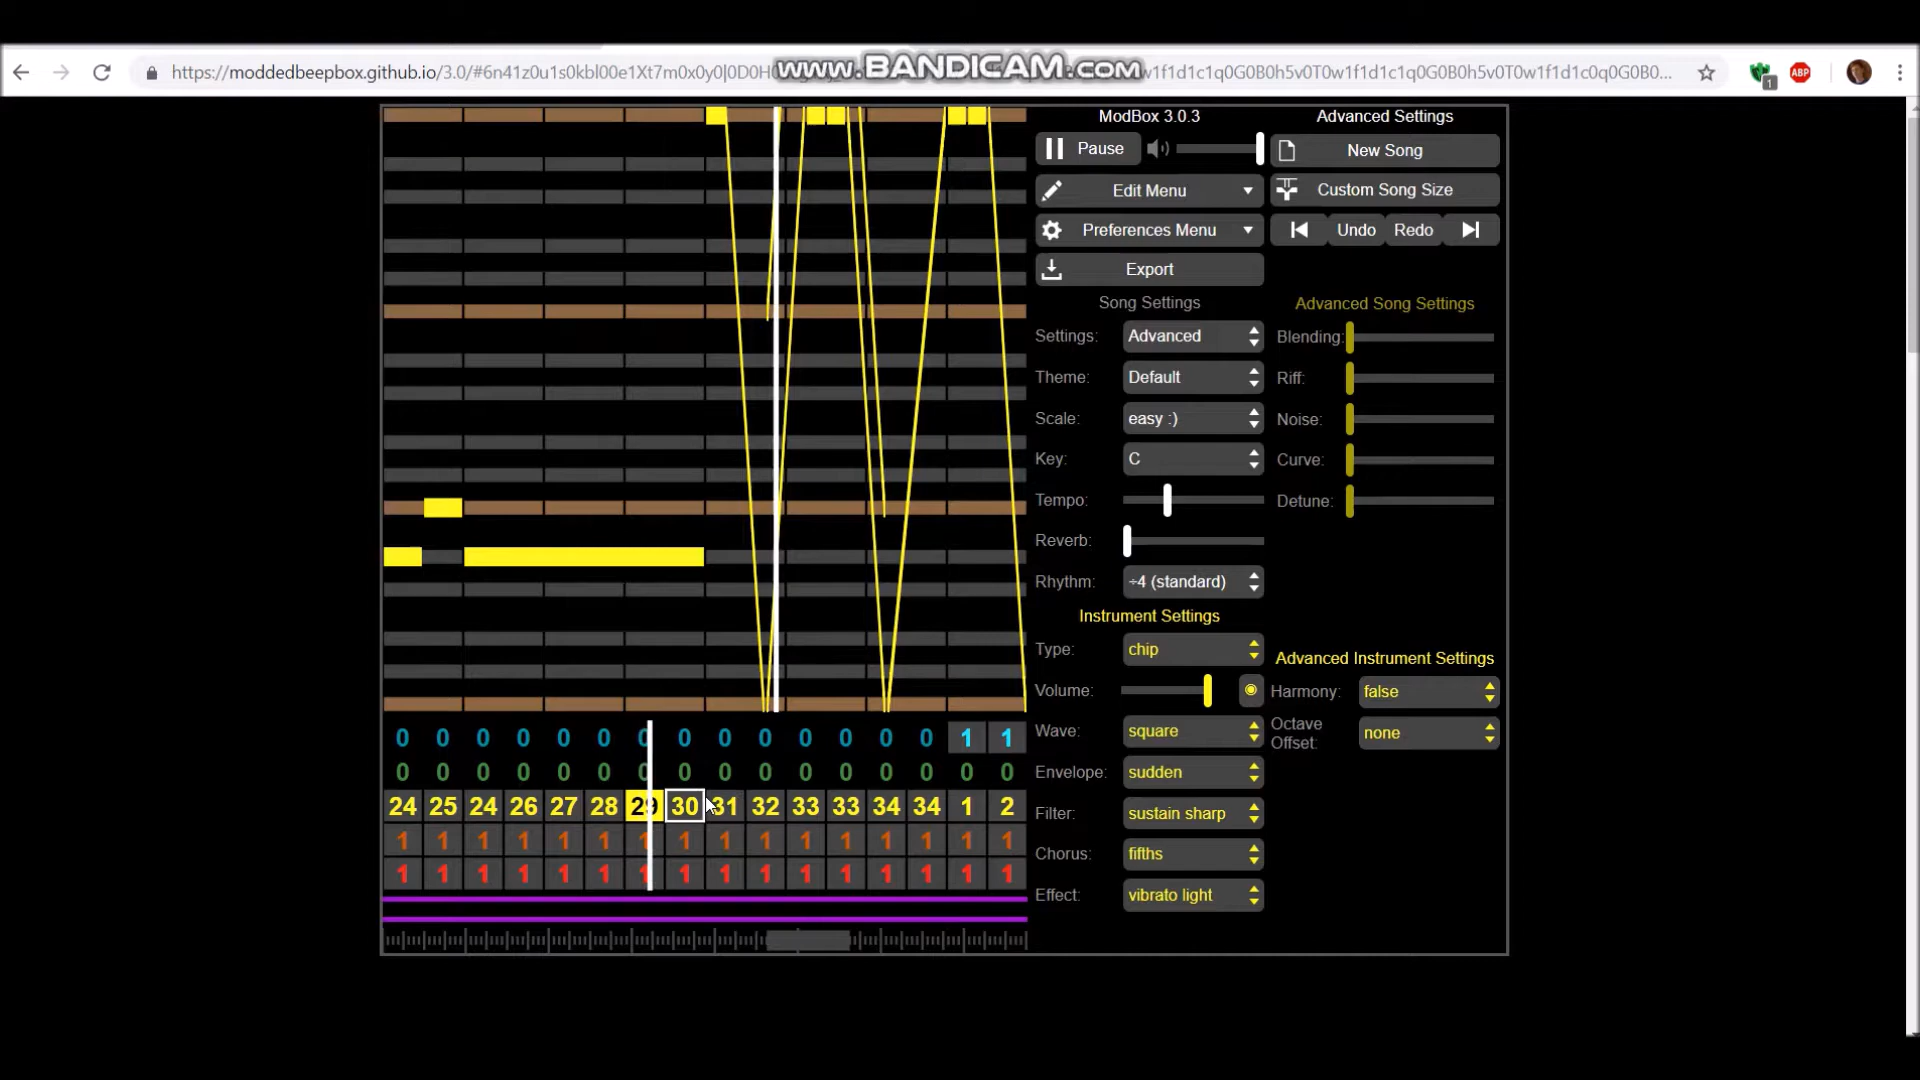 www.BANDICAM.com
https://moddedbeepbox.github.io/3.0/#6n41z0u1s0kbl00e1Xt7m0x0y0|0D0H w1f1d1c1q0G0B0h5v0T0w1f1d1c1q0G0B0h5v0T0w1f1d1c0q0G0B0...
1
ABP
ModBox 3.0.3
Advanced Settings
Pause
New Song
Edit Menu
Custom Song Size
Preferences Menu
Undo Redo
Export
Song Settings
Advanced Song Settings
Settings: Advanced
Blending:
Theme: Default
Riff:
Scale: easy :)
Noise:
Key: C
Curve:
Tempo:
Detune:
Reverb:
Rhythm: ÷4 (standard)
Instrument Settings
Type: chip
Advanced Instrument Settings
Volume:
Harmony: false
Wave: square
Octave Offset: none
Envelope: sudden
Filter: sustain sharp
Chorus: fifths
Effect: vibrato light
0 0 0 0 0 0 0 0 0 0 0 0 0 0 1 1
0 0 0 0 0 0 0 0 0 0 0 0 0 0 0 0
24 25 24 26 27 28 29 30 31 32 33 33 34 34 1 2
1 1 1 1 1 1 1 1 1 1 1 1 1 1 1 1
1 1 1 1 1 1 1 1 1 1 1 1 1 1 1 1